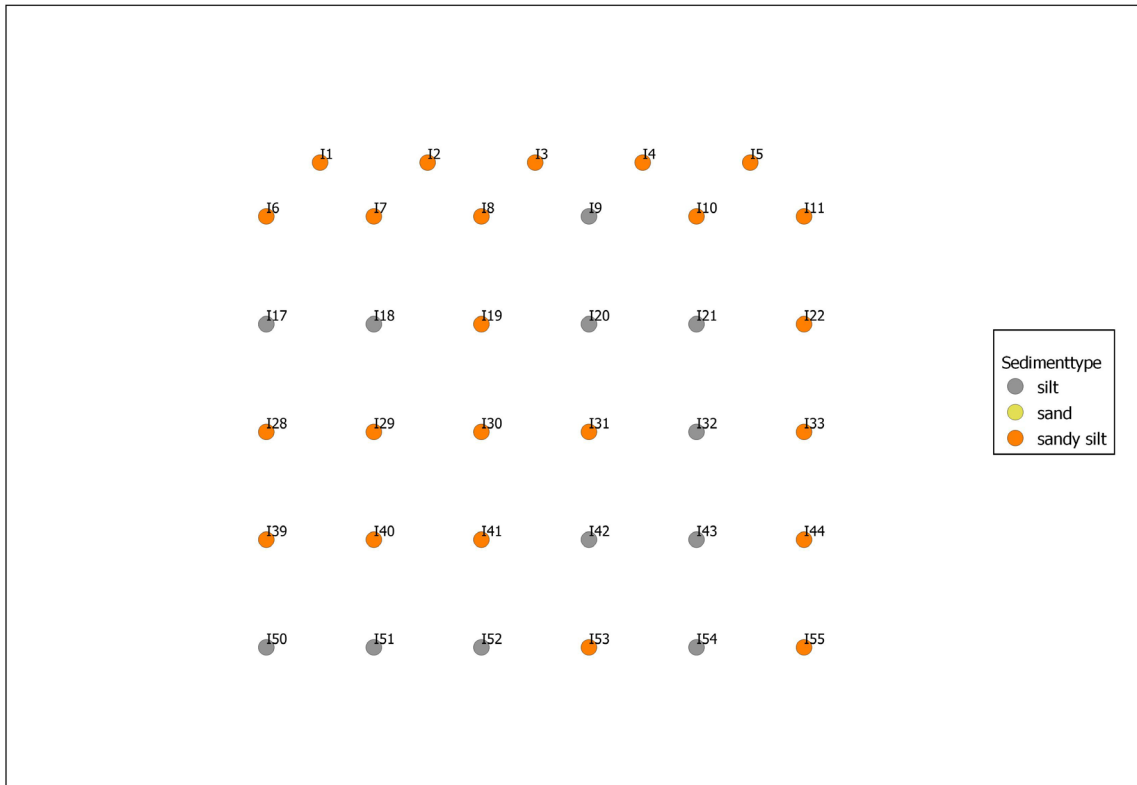 I1 I2 I3 I4 I5
I6 I7 I8 I9 I10 I11
I17 I18 I19 I20 I21 I22
I28 I29 I30 I31 I32 I33
I39 I40 I41 I42 I43 I44
I50 I51 I52 I53 I54 I55
Sedimenttype
silt
sand
sandy silt